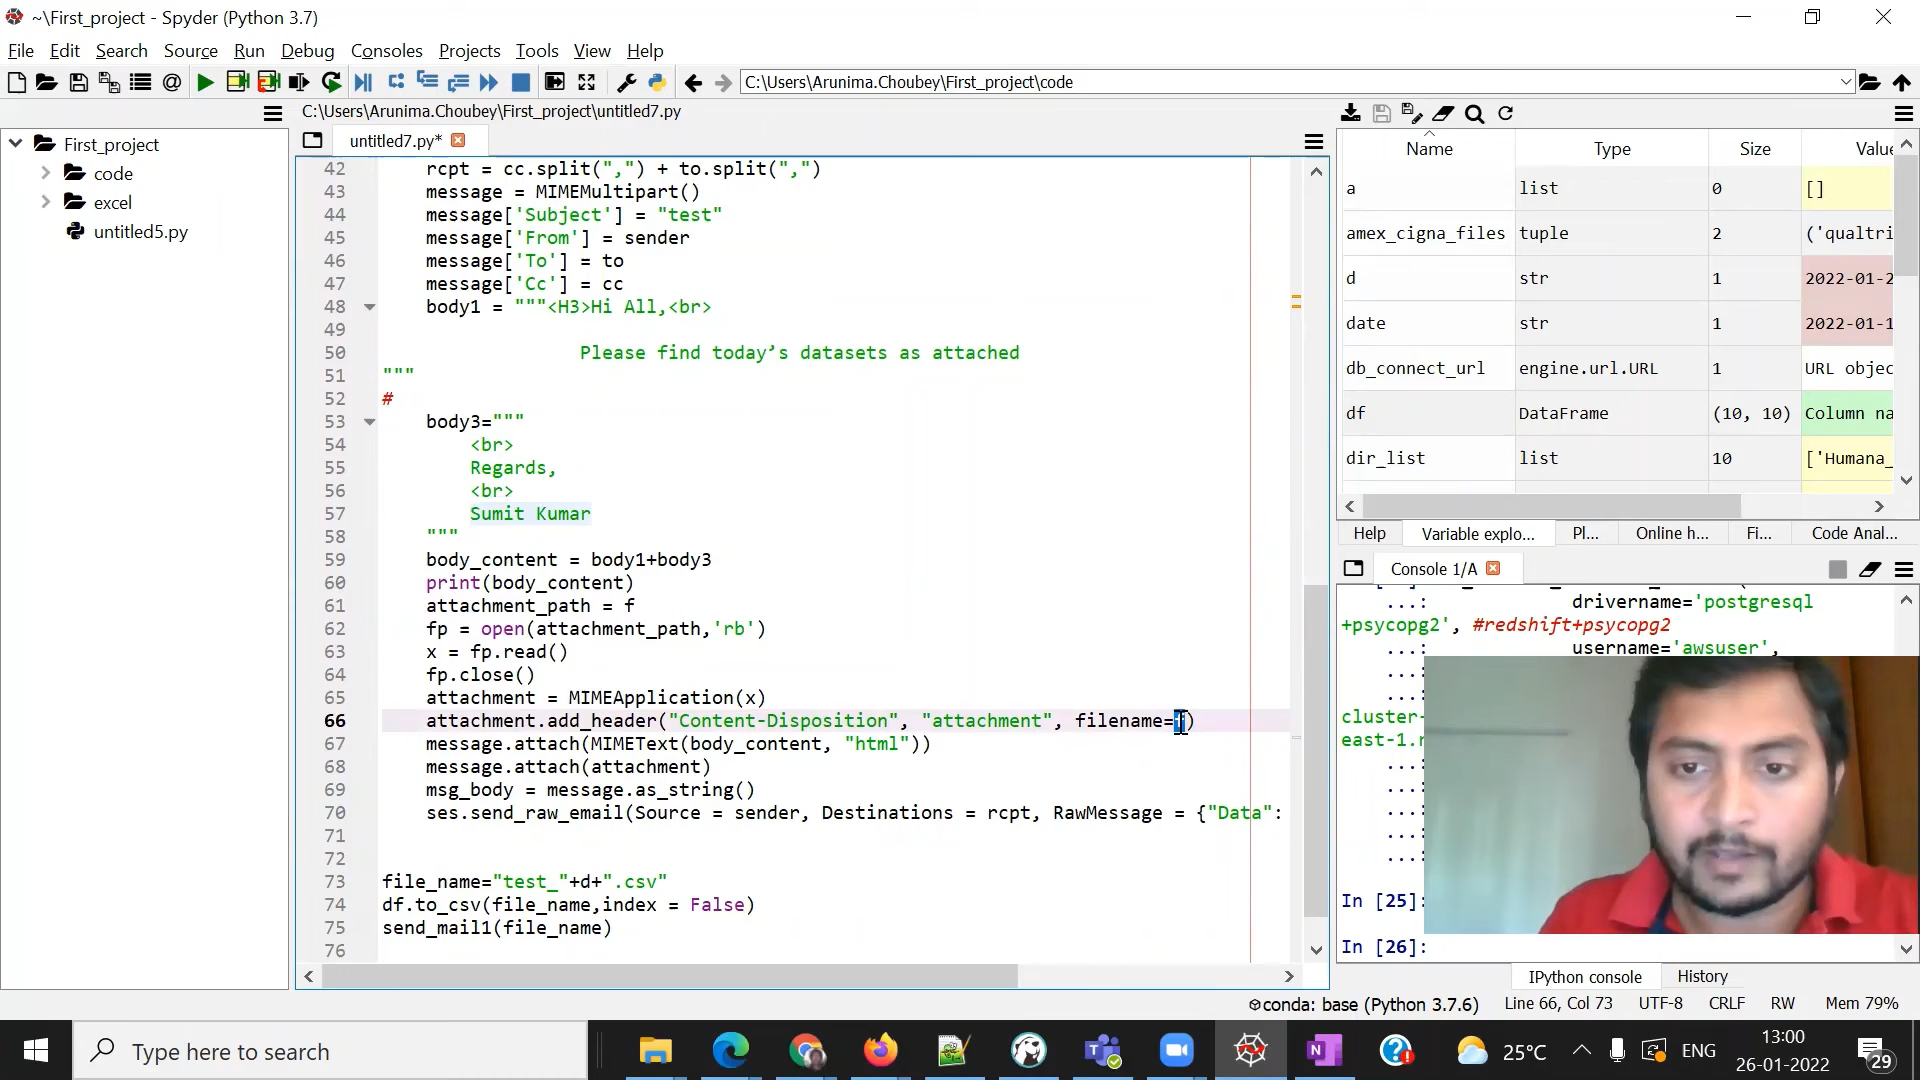 ~\First_project - Spyder (Python 3.7)
File Edit Search Source Run Debug Consoles Projects Tools View Help
C:\Users\Arunima.Choubey\First_project\code
C:\Users\Arunima.Choubey\First_project\untitled7.py
First_project
code
excel
untitled5.py
untitled7.py*
42 rcpt = cc.split(",") + to.split(",")
43 message = MIMEMultipart()
44 message['Subject'] = "test"
45 message['From'] = sender
46 message['To'] = to
47 message['Cc'] = cc
48 body1 = """<H3>Hi All,<br>
49
50 Please find today’s datasets as attached
51 """
52 #
53 body3="""
54 <br>
55 Regards,
56 <br>
57 Sumit Kumar
58 """
59 body_content = body1+body3
60 print(body_content)
61 attachment_path = f
62 fp = open(attachment_path,'rb')
63 x = fp.read()
64 fp.close()
65 attachment = MIMEApplication(x)
66 attachment.add_header("Content-Disposition", "attachment", filename=f)
67 message.attach(MIMEText(body_content, "html"))
68 message.attach(attachment)
69 msg_body = message.as_string()
70 ses.send_raw_email(Source = sender, Destinations = rcpt, RawMessage = {"Data":
71
72
73 file_name="test_"+d+".csv"
74 df.to_csv(file_name,index = False)
75 send_mail1(file_name)
76
Name Type Size Value
a list 0 []
amex_cigna_files tuple 2 ('qualtri
d str 1 2022-01-2
date str 1 2022-01-1
db_connect_url engine.url.URL 1 URL objec
df DataFrame (10, 10) Column na
dir_list list 10 ['Humana_
Help Variable explo... Pl... Online h... Fi... Code Anal...
Console 1/A
...: drivername='postgresql
+psycopg2', #redshift+psycopg2
...: username='awsuser',
...:
...:
cluster-
east-1.r
...:
...:
...:
...:
...:
In [25]:
In [26]:
IPython console History
conda: base (Python 3.7.6) Line 66, Col 73 UTF-8 CRLF RW Mem 79%
Type here to search
25°C ENG
13:00
26-01-2022
29